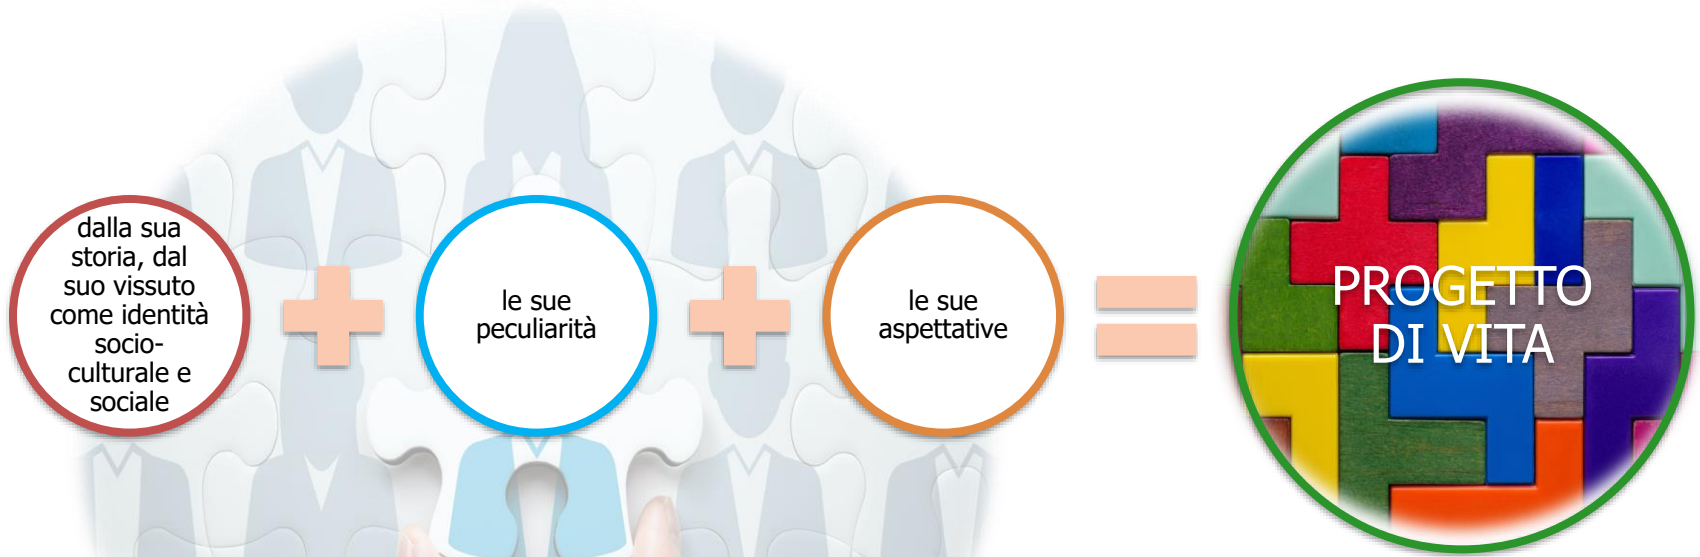 dalla sua
storia, dal
suo vissuto
come identità
socio-
culturale e
sociale
le sue
peculiarità
le sue
aspettative
PROGETTO
DI VITA